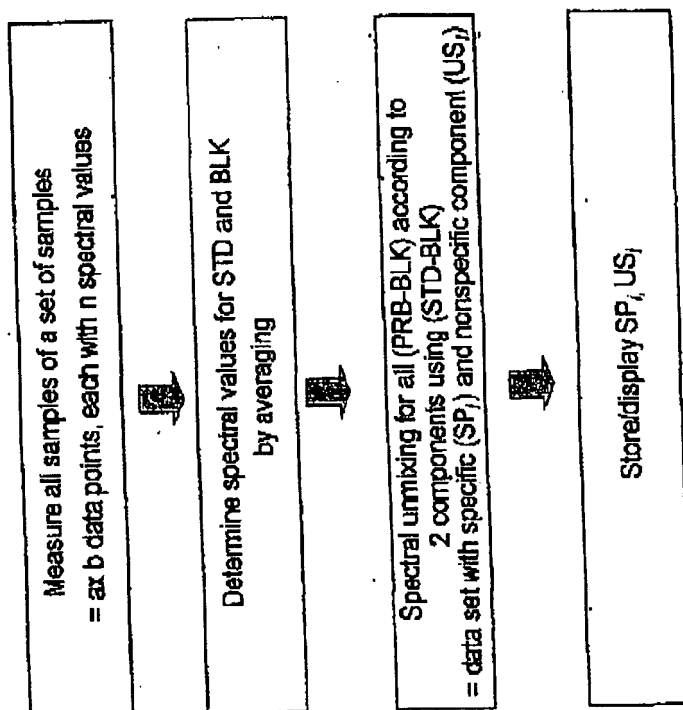 Measure all samples of a set of samples
= ax b data points, each with n spectral values
Determine spectral values for STD and BLK
by averaging
Spectral unmixing for all (PRB-BLK) according to
2 components using (STD-BLK)
= data set with specific (SPi) and nonspecific component (USi)
Store/display SPi, USi